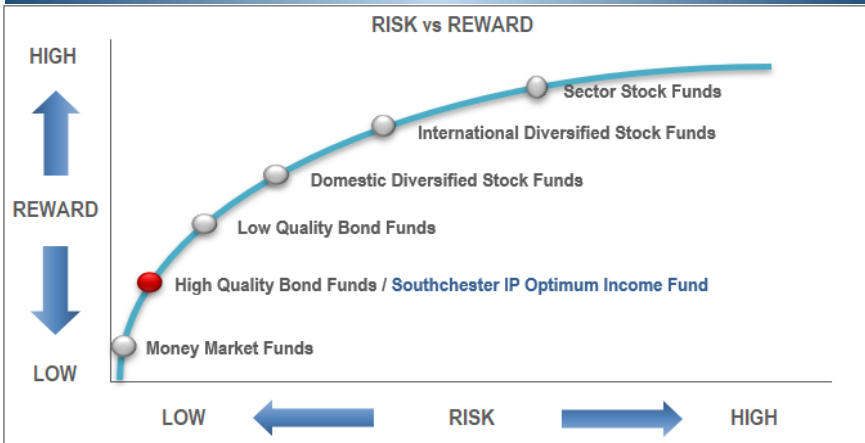 RISK vs REWARD
HIGH
Sector Stock Funds
International Diversified Stock Funds
Domestic Diversified Stock Funds
REWARD
Low Quality Bond Funds
High Quality Bond Funds / Southchester IP Optimum Income Fund
Money Market Funds
LOW
LOW RISK HIGH